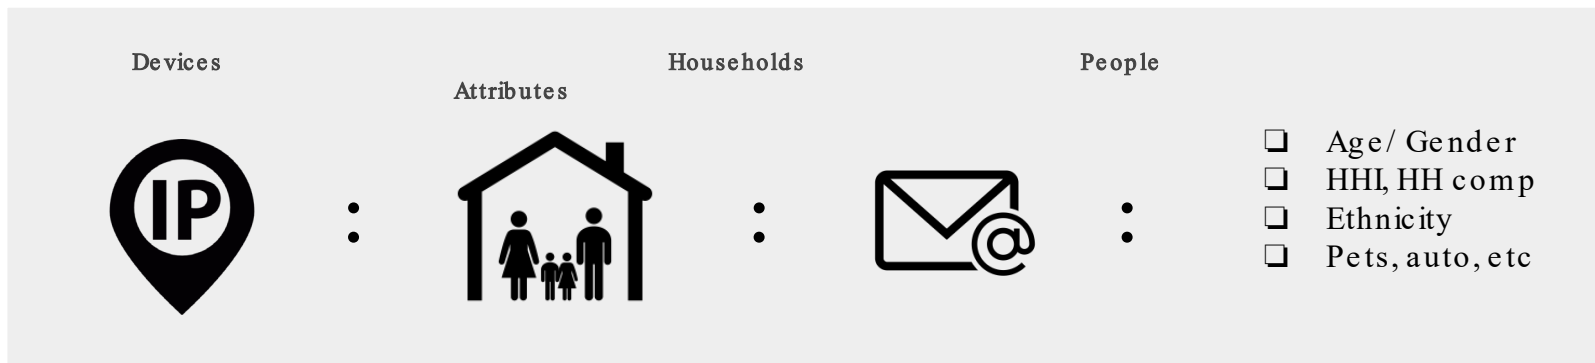 Devices Households People
Attributes
IP
:
:
@
:
❏ Age/ Gender
❏ HHI, HH comp
❏ Ethnicity
❏ Pets, auto, etc